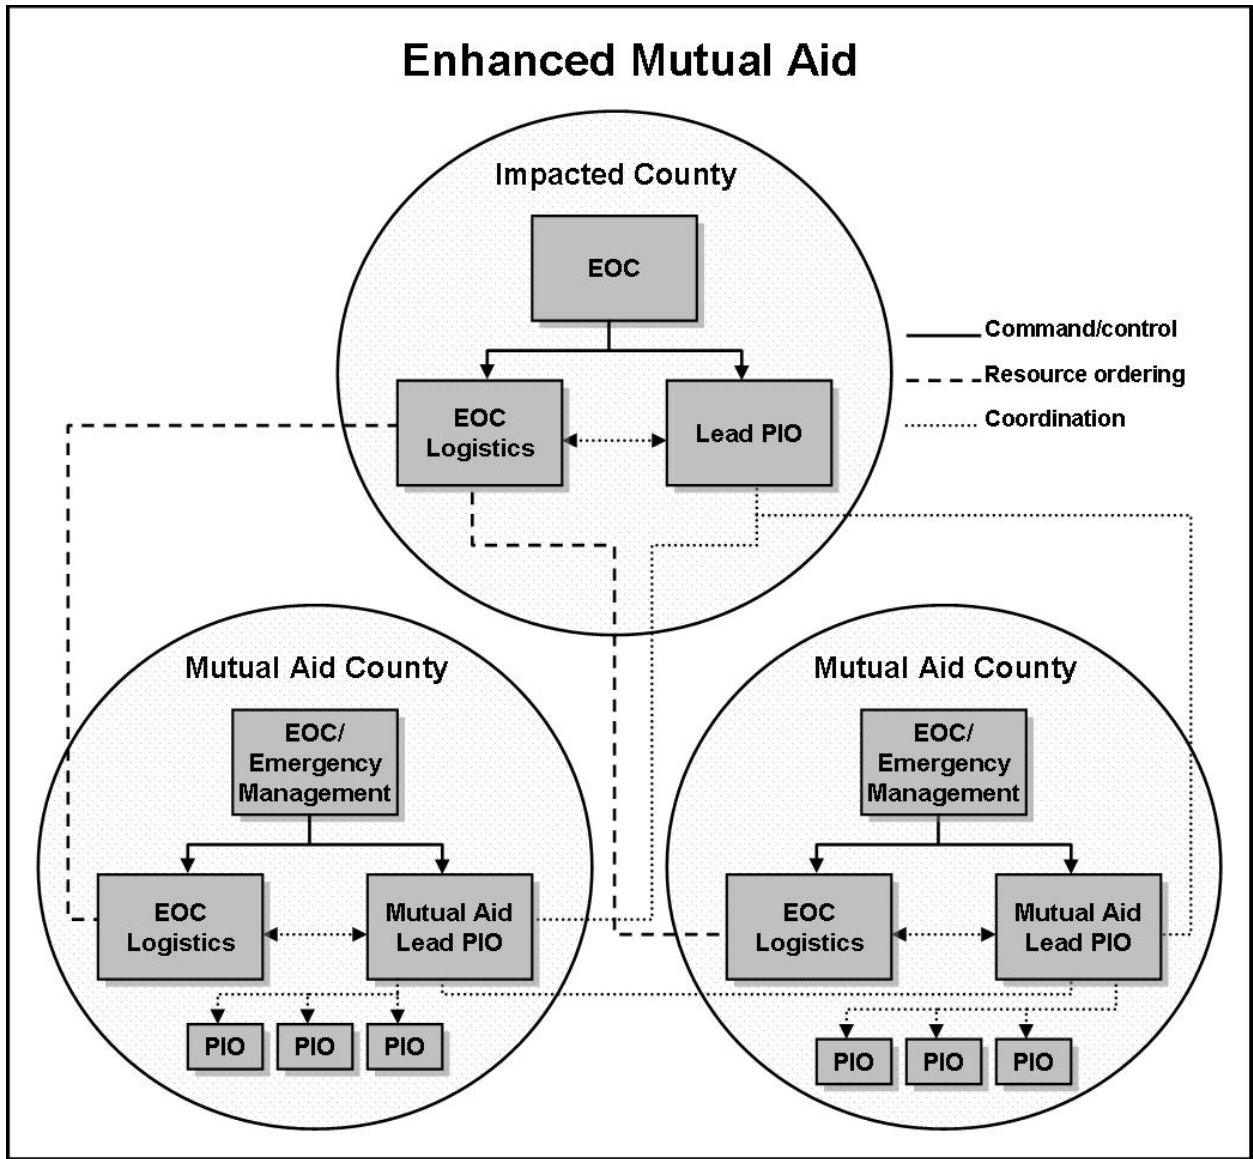 Enhanced Mutual Aid
Impacted County
EOC
Command/control
Resource ordering
Coordination
EOC
Logistics
Lead PIO
Mutual Aid County
EOC/
Emergency
Management
EOC
Logistics
Mutual Aid
Lead PIO
PIO
PIO
PIO
Mutual Aid County
EOC/
Emergency
Management
EOC
Logistics
Mutual Aid
Lead PIO
PIO
PIO
PIO